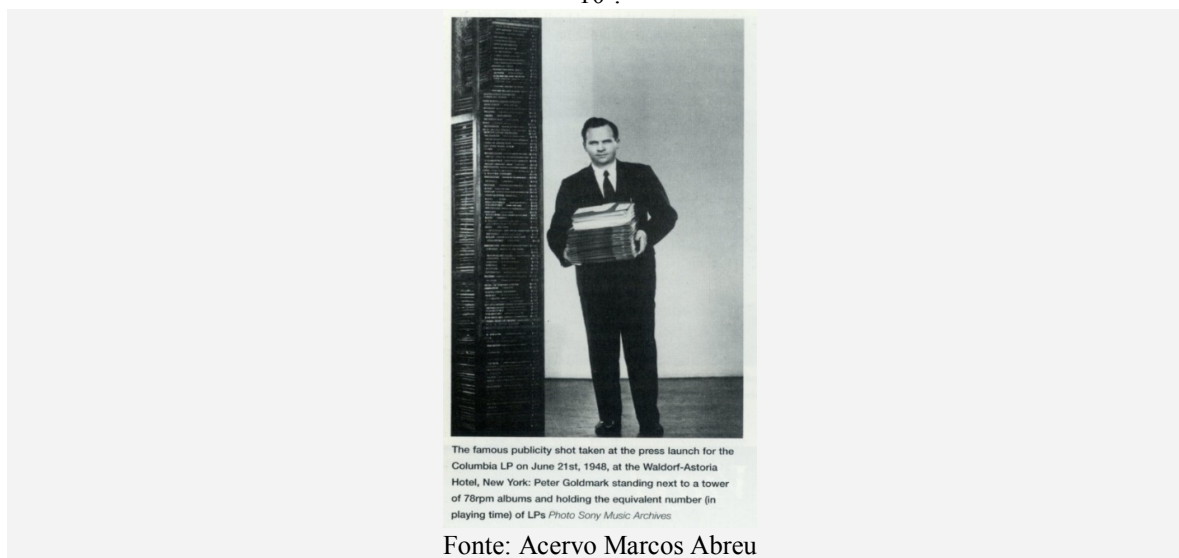 10 .
The famous publicity shot taken at the press launch for the
Columbia LP on June 21st, 1948, at the Waldorf-Astoria
Hotel, New York: Peter Goldmark standing next to a tower
of 78rpm albums and holding the equivalent number (in
playing time) of LPs Photo Sony Music Archives
Fonte: Acervo Marcos Abreu